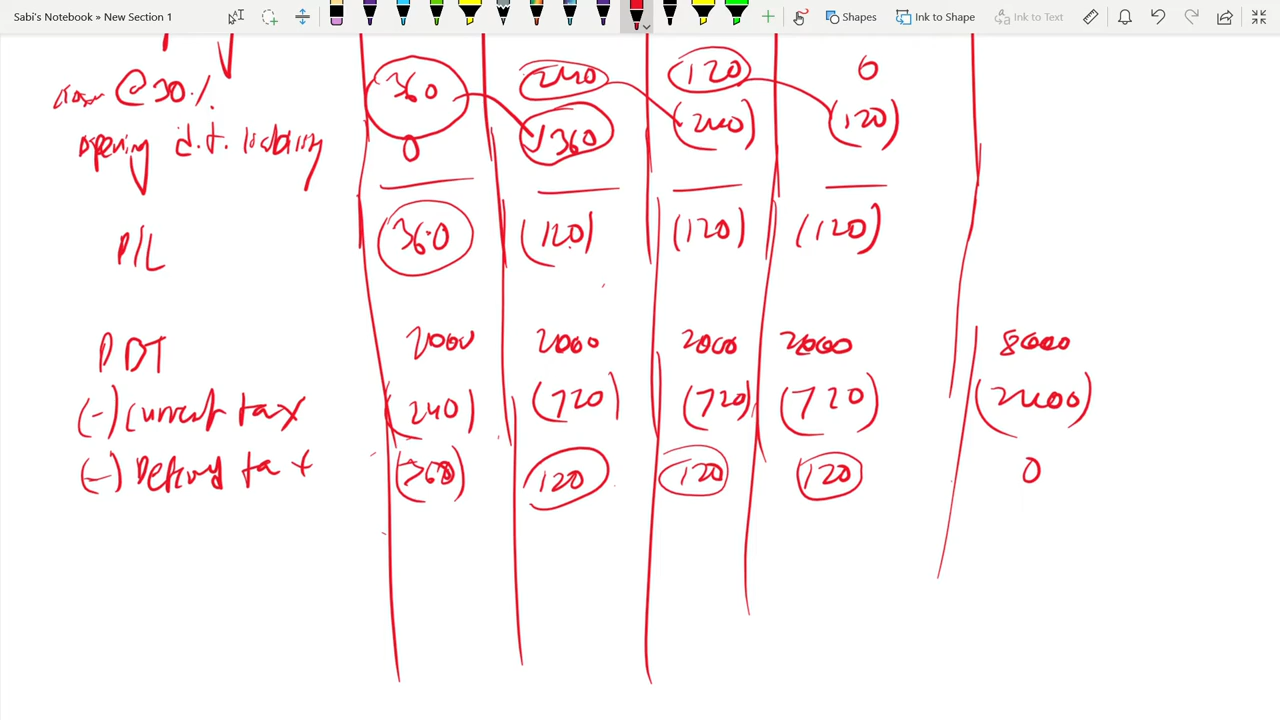 Sabi's Notebook » New Section 1
Shapes
Ink to Shape
Ink to Text
@ 30% 360 240 120 0
Opening d.t. liability 0 (360) (240) (120)
P/L 360 (120) (120) (120)
PBT 2000 2000 2000 2000 8000
(-) Current tax (240) (720) (720) (720) (2400)
(-) Deferred tax (360) 120 120 120 0